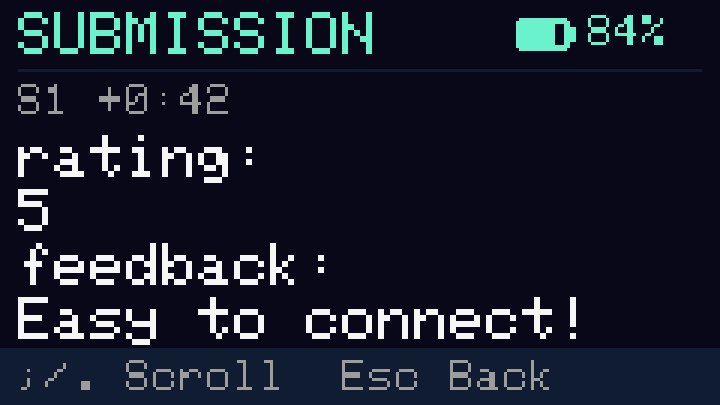 SUBMISSION 84%
S1 +0:42
rating:
5
feedback:
Easy to connect!
;/. Scroll Esc Back